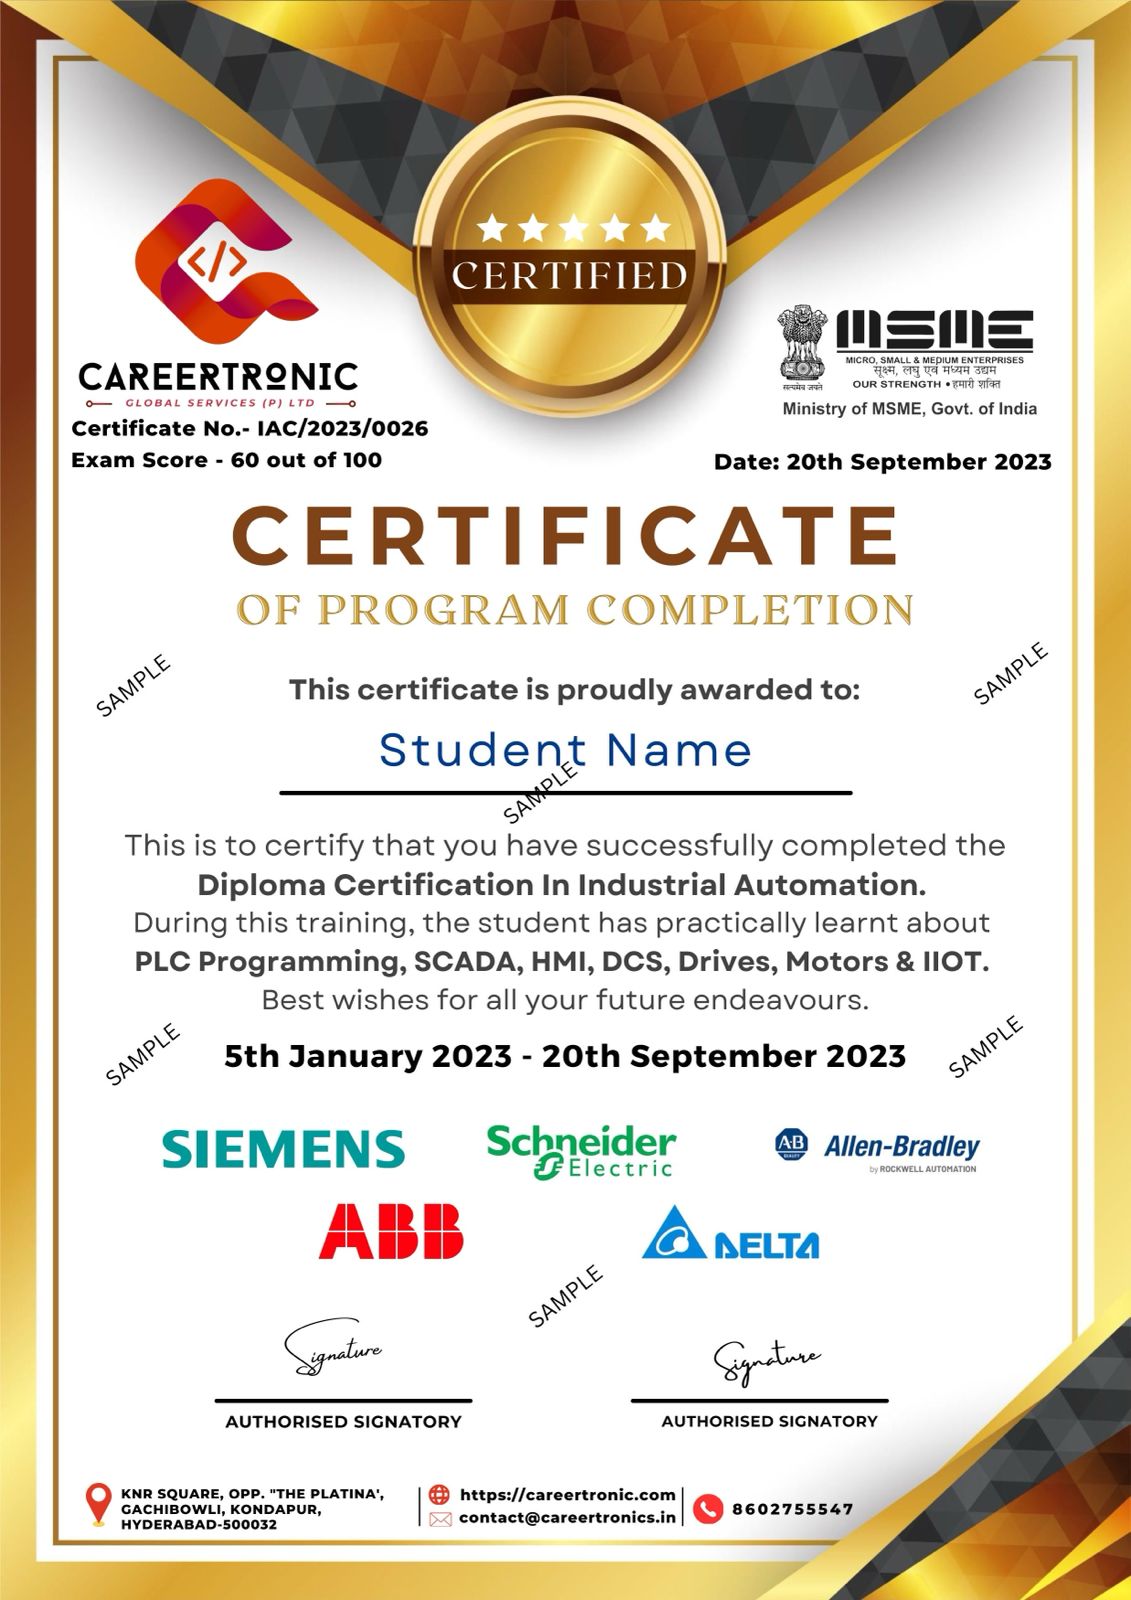 CERTIFIED
CAREERTRONIC
GLOBAL SERVICES (P) LTD
Certificate No.- IAC/2023/0026
Exam Score - 60 out of 100
सत्यमेव जयते
MSME
MICRO, SMALL & MEDIUM ENTERPRISES
सूक्ष्म, लघु एवं मध्यम उद्यम
OUR STRENGTH • हमारी शक्ति
Ministry of MSME, Govt. of India
Date: 20th September 2023
CERTIFICATE
OF PROGRAM COMPLETION
SAMPLE
SAMPLE
This certificate is proudly awarded to:
Student Name
SAMPLE
This is to certify that you have successfully completed the
Diploma Certification In Industrial Automation.
During this training, the student has practically learnt about
PLC Programming, SCADA, HMI, DCS, Drives, Motors & IIOT.
Best wishes for all your future endeavours.
SAMPLE
SAMPLE
5th January 2023 - 20th September 2023
SIEMENS
Schneider
Electric
A-B
QUALITY
Allen-Bradley
by ROCKWELL AUTOMATION
ABB
DELTA
SAMPLE
Signature
Signature
AUTHORISED SIGNATORY
AUTHORISED SIGNATORY
KNR SQUARE, OPP. "THE PLATINA',
GACHIBOWLI, KONDAPUR,
HYDERABAD-500032
https://careertronic.com
contact@careertronics.in
8602755547